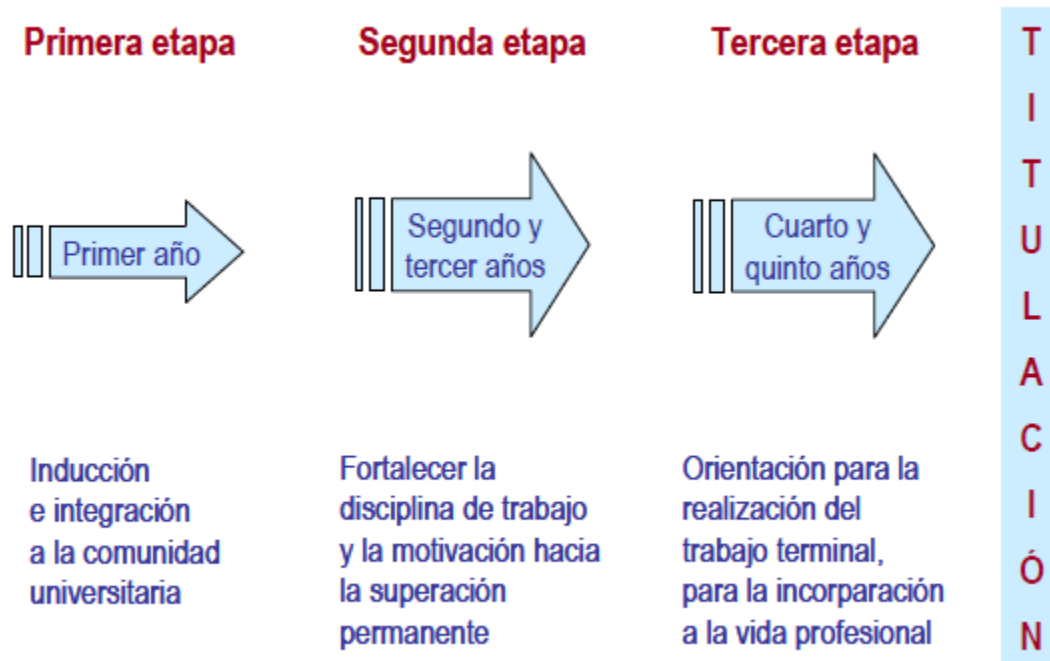 Primera etapa
Primer año
Inducción
e integración
a la comunidad
universitaria
Segunda etapa
Segundo y
tercer años
Fortalecer la
disciplina de trabajo
y la motivación hacia
la superación
permanente
Tercera etapa
Cuarto y
quinto años
Orientación para la
realización del
trabajo terminal,
para la incorparación
a la vida profesional
TITULACIÓN